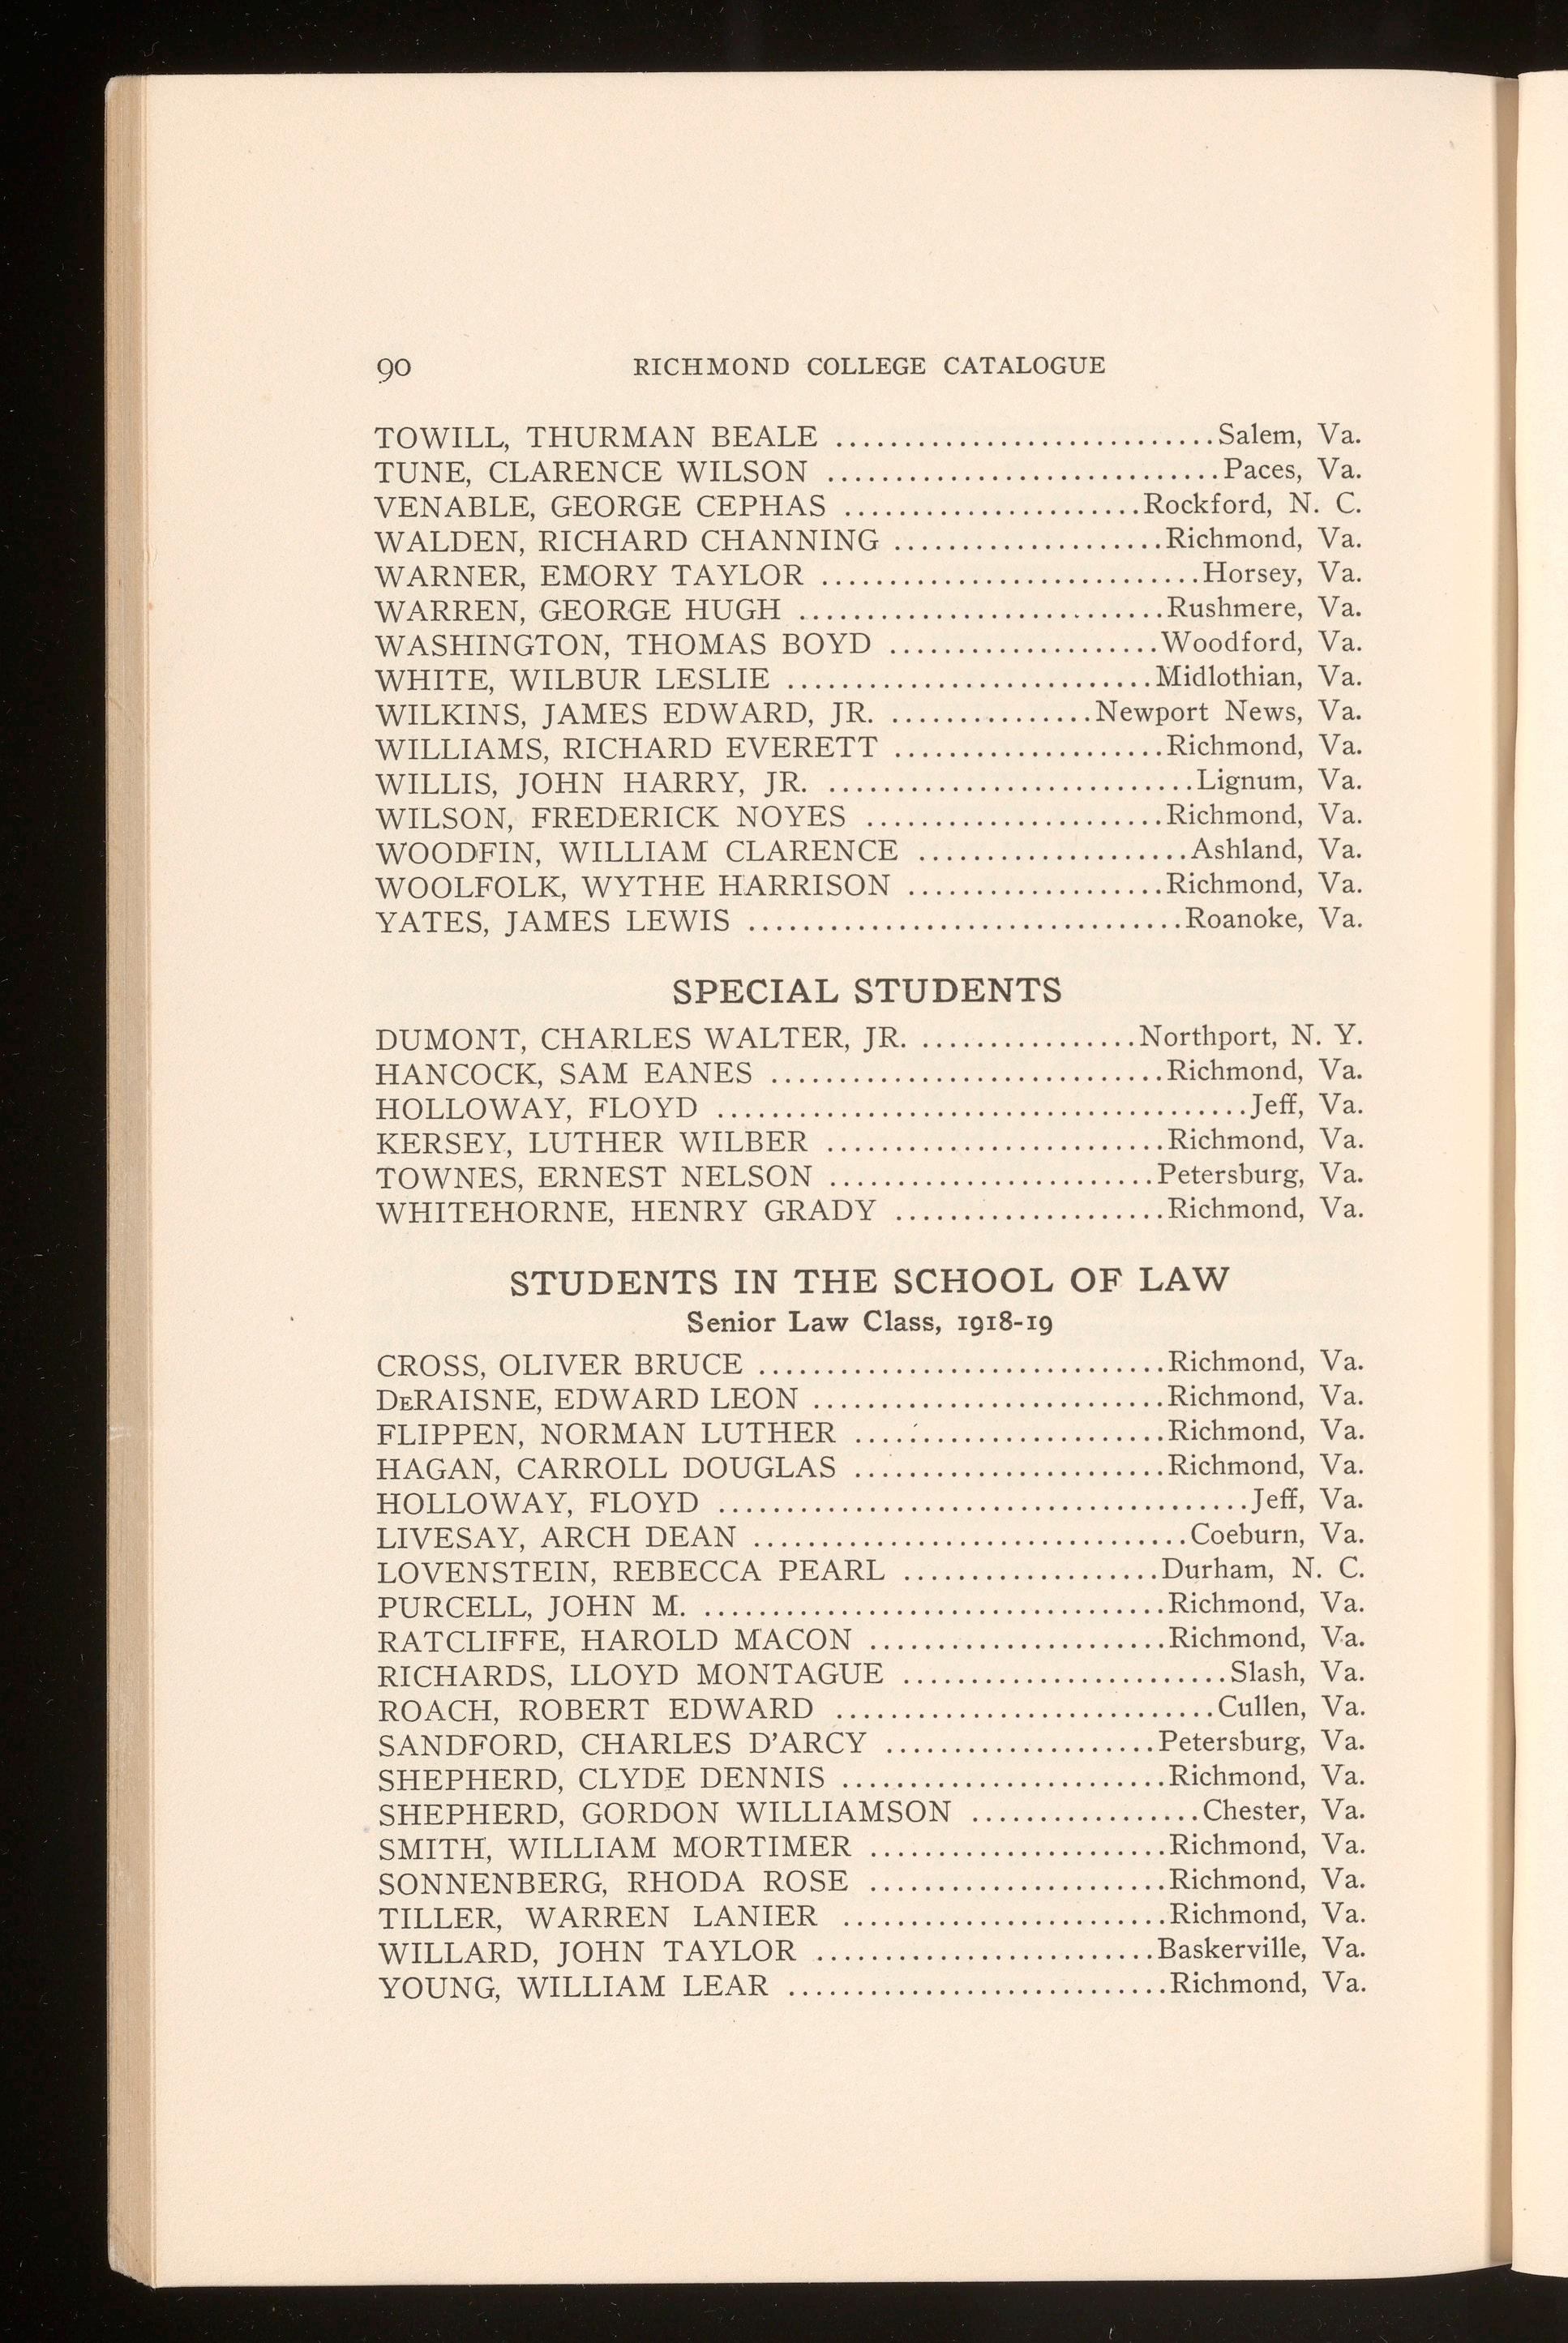 90 RICHMOND COLLEGE CATALOGUE
TOWILL, THURMAN BEALE ............................Salem, Va.
TUNE, CLARENCE WILSON .............................Paces, Va.
VENABLE, GEORGE CEPHAS ......................Rockford, N. C.
WALDEN, RICHARD CHANNING ....................Richmond, Va.
WARNER, EMORY TAYLOR ............................Horsey, Va.
WARREN, GEORGE HUGH ...........................Rushmere, Va.
WASHINGTON, THOMAS BOYD ....................Woodford, Va.
WHITE, WILBUR LESLIE ...........................Midlothian, Va.
WILKINS, JAMES EDWARD, JR. ...............Newport News, Va.
WILLIAMS, RICHARD EVERETT ....................Richmond, Va.
WILLIS, JOHN HARRY, JR. ...........................Lignum, Va.
WILSON, FREDERICK NOYES ......................Richmond, Va.
WOODFIN, WILLIAM CLARENCE ....................Ashland, Va.
WOOLFOLK, WYTHE HARRISON ...................Richmond, Va.
YATES, JAMES LEWIS ................................Roanoke, Va.
SPECIAL STUDENTS
DUMONT, CHARLES WALTER, JR. ................Northport, N. Y.
HANCOCK, SAM EANES .............................Richmond, Va.
HOLLOWAY, FLOYD .......................................Jeff, Va.
KERSEY, LUTHER WILBER .........................Richmond, Va.
TOWNES, ERNEST NELSON ........................Petersburg, Va.
WHITEHORNE, HENRY GRADY ....................Richmond, Va.
STUDENTS IN THE SCHOOL OF LAW
Senior Law Class, 1918-19
CROSS, OLIVER BRUCE ..............................Richmond, Va.
DeRAISNE, EDWARD LEON ..........................Richmond, Va.
FLIPPEN, NORMAN LUTHER .......................Richmond, Va.
HAGAN, CARROLL DOUGLAS .......................Richmond, Va.
HOLLOWAY, FLOYD .......................................Jeff, Va.
LIVESAY, ARCH DEAN ................................Coeburn, Va.
LOVENSTEIN, REBECCA PEARL ...................Durham, N. C.
PURCELL, JOHN M. ..................................Richmond, Va.
RATCLIFFE, HAROLD MACON ......................Richmond, Va.
RICHARDS, LLOYD MONTAGUE ........................Slash, Va.
ROACH, ROBERT EDWARD ............................Cullen, Va.
SANDFORD, CHARLES D'ARCY ....................Petersburg, Va.
SHEPHERD, CLYDE DENNIS ........................Richmond, Va.
SHEPHERD, GORDON WILLIAMSON .................Chester, Va.
SMITH, WILLIAM MORTIMER ......................Richmond, Va.
SONNENBERG, RHODA ROSE ......................Richmond, Va.
TILLER, WARREN LANIER ........................Richmond, Va.
WILLARD, JOHN TAYLOR .........................Baskerville, Va.
YOUNG, WILLIAM LEAR ............................Richmond, Va.